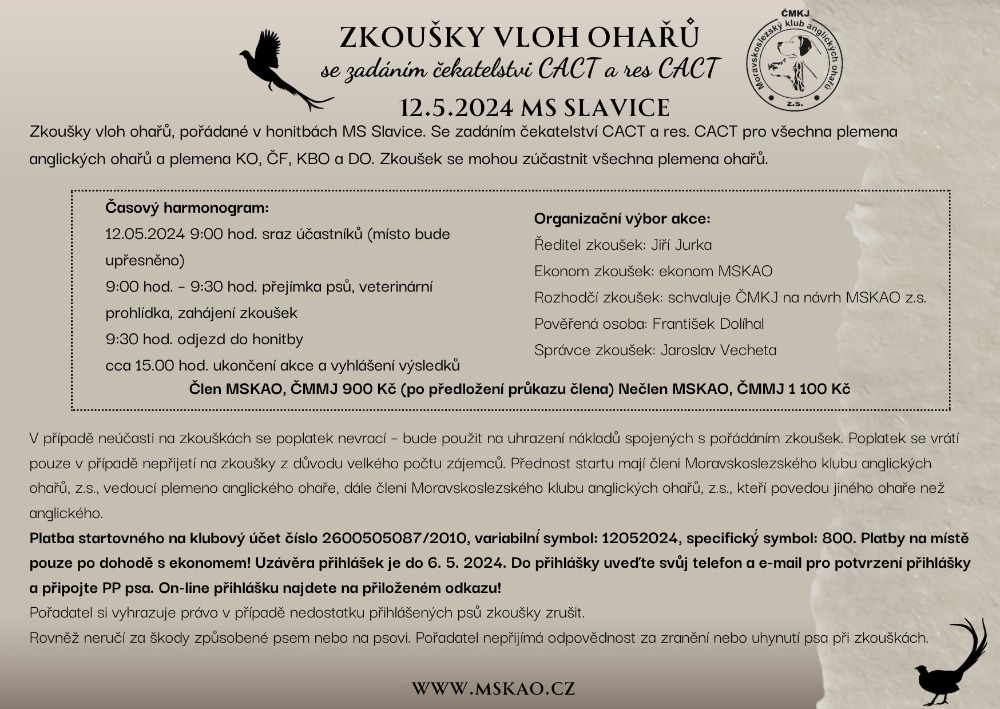 ZKOUŠKY VLOH OHAŘŮ
se zadáním čekatelství CACT a res CACT
12.5.2024 MS SLAVICE
ČMKJ
Moravskoslezský klub anglických ohařů
z.s.
Zkoušky vloh ohařů, pořádané v honitbách MS Slavice. Se zadáním čekatelství CACT a res. CACT pro všechna plemena
anglických ohařů a plemena KO, ČF, KBO a DO. Zkoušek se mohou zúčastnit všechna plemena ohařů.
Časový harmonogram:
12.05.2024 9:00 hod. sraz účastníků (místo bude
upřesněno)
9:00 hod. – 9:30 hod. přejímka psů, veterinární
prohlídka, zahájení zkoušek
9:30 hod. odjezd do honitby
cca 15.00 hod. ukončení akce a vyhlášení výsledků
Organizační výbor akce:
Ředitel zkoušek: Jiří Jurka
Ekonom zkoušek: ekonom MSKAO
Rozhodčí zkoušek: schvaluje ČMKJ na návrh MSKAO z.s.
Pověřená osoba: František Dolíhal
Správce zkoušek: Jaroslav Vecheta
Člen MSKAO, ČMMJ 900 Kč (po předložení průkazu člena) Nečlen MSKAO, ČMMJ 1 100 Kč
V případě neúčasti na zkouškách se poplatek nevrací – bude použit na uhrazení nákladů spojených s pořádáním zkoušek. Poplatek se vrátí
pouze v případě nepřijetí na zkoušky z důvodu velkého počtu zájemců. Přednost startu mají členi Moravskoslezského klubu anglických
ohařů, z.s., vedoucí plemeno anglického ohaře, dále členi Moravskoslezského klubu anglických ohařů, z.s., kteří povedou jiného ohaře než
anglického.
Platba startovného na klubový účet číslo 2600505087/2010, variabilní symbol: 12052024, specifický symbol: 800. Platby na místě
pouze po dohodě s ekonomem! Uzávěra přihlášek je do 6. 5. 2024. Do přihlášky uveďte svůj telefon a e-mail pro potvrzení přihlášky
a připojte PP psa. On-line přihlášku najdete na přiloženém odkazu!
Pořadatel si vyhrazuje právo v případě nedostatku přihlášených psů zkoušky zrušit.
Rovněž neručí za škody způsobené psem nebo na psovi. Pořadatel nepřijímá odpovědnost za zranění nebo uhynutí psa při zkouškách.
WWW.MSKAO.CZ